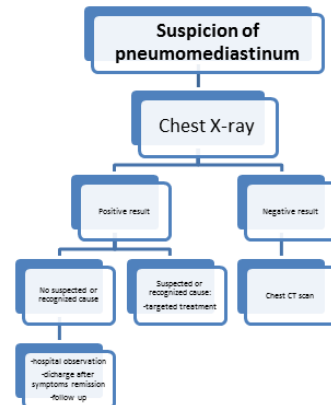 Suspicion of
pneumomediastinum
Chest X-ray
Positive result
Negative result
No suspected or
recognized cause
Suspected or
recognized cause:
-targeted treatment
Chest CT scan
-hospital observation
-dicharge after
symptoms remission
-follow up